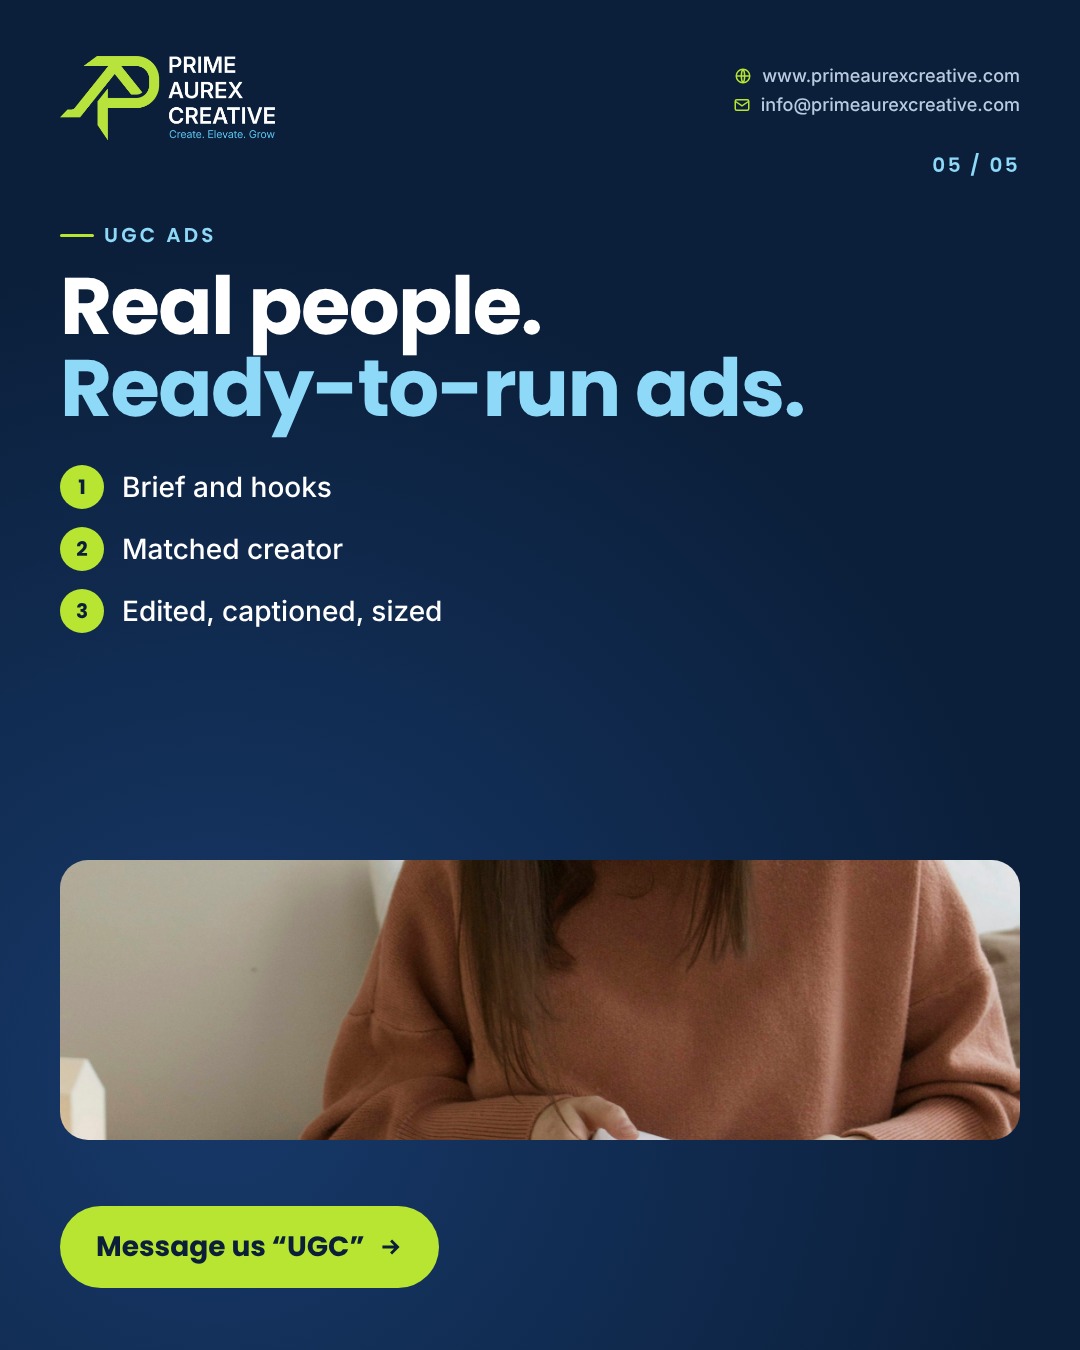 PRIME
AUREX
CREATIVE
Create. Elevate. Grow
www.primeaurexcreative.com
info@primeaurexcreative.com
05 / 05
UGC ADS
Real people.
Ready-to-run ads.
1 Brief and hooks
2 Matched creator
3 Edited, captioned, sized
Message us “UGC” →